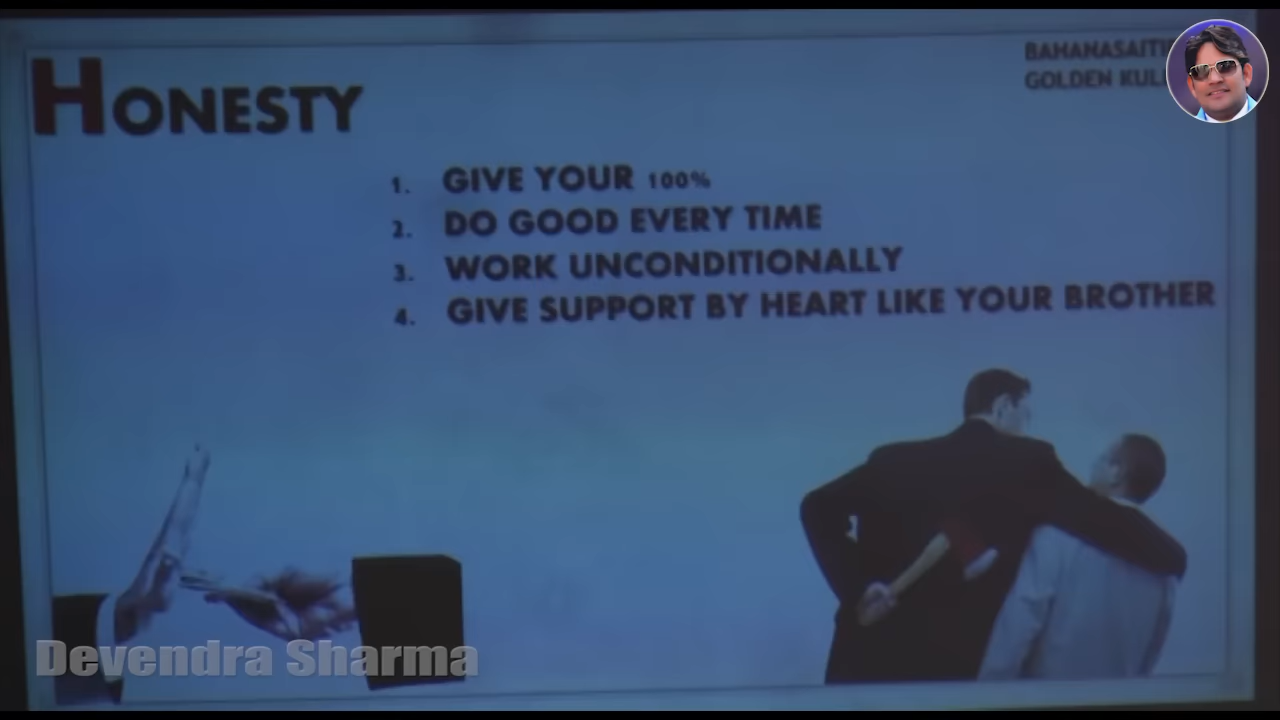 HONESTY
GOLDEN
1. GIVE YOUR 100%
2. DO GOOD EVERY TIME
3. WORK UNCONDITIONALLY
4. GIVE SUPPORT BY HEART LIKE YOUR BROTHER
Devendra Sharma